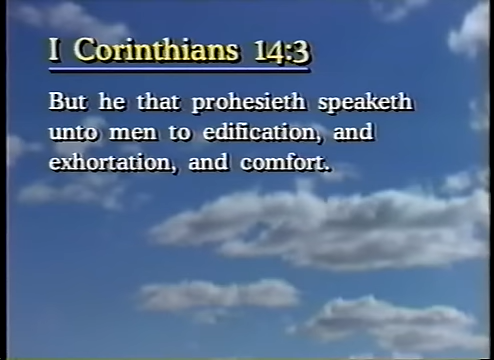 I Corinthians 14:3
But he that prohesieth speaketh
unto men to edification, and
exhortation, and comfort.